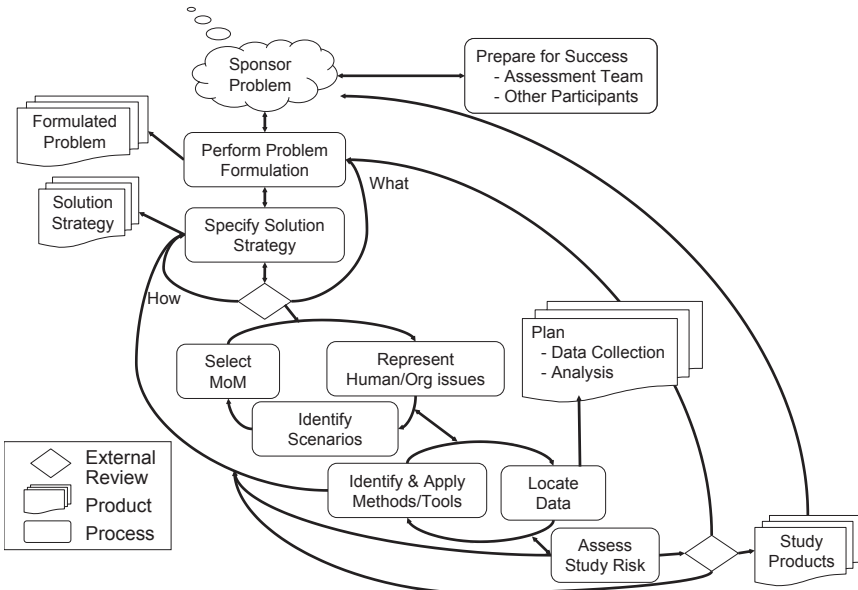 Sponsor
Problem
Prepare for Success
- Assessment Team
- Other Participants
Formulated
Problem
Perform Problem
Formulation
What
Solution
Strategy
Specify Solution
Strategy
How
Plan
- Data Collection
- Analysis
Select
MoM
Represent
Human/Org issues
Identify
Scenarios
External
Review
Product
Process
Identify & Apply
Methods/Tools
Locate
Data
Assess
Study Risk
Study
Products